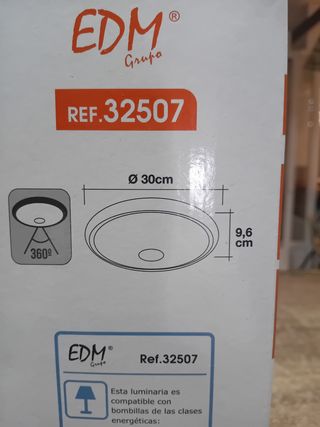 EDM®
Grupo
REF.32507
Ø 30cm
9,6
cm
360º
EDM®
Grupo
Ref.32507
Esta luminaria es
compatible con
bombillas de las clases
energéticas: